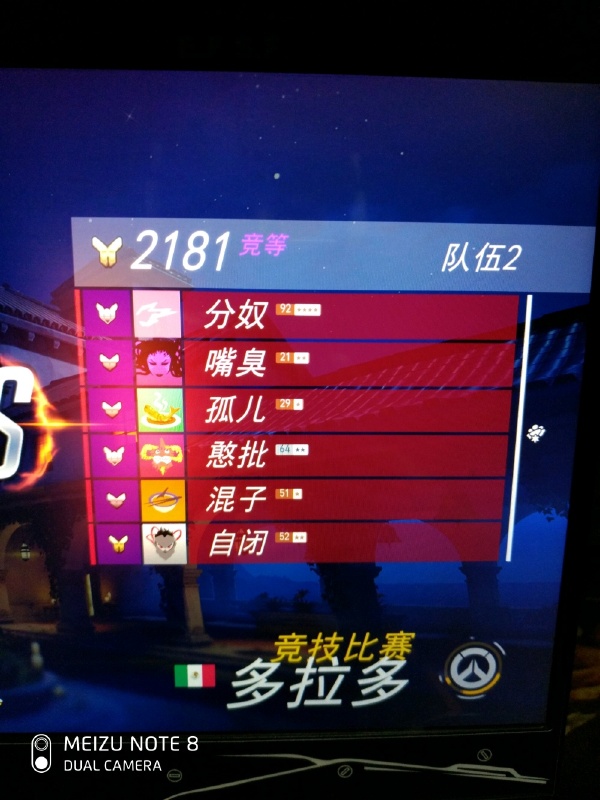 2181 竞等 队伍2
分奴 92
嘴臭 21
孤儿 29
憨批 64
混子 51
自闭 52
S
竞技比赛
多拉多
MEIZU NOTE 8
DUAL CAMERA